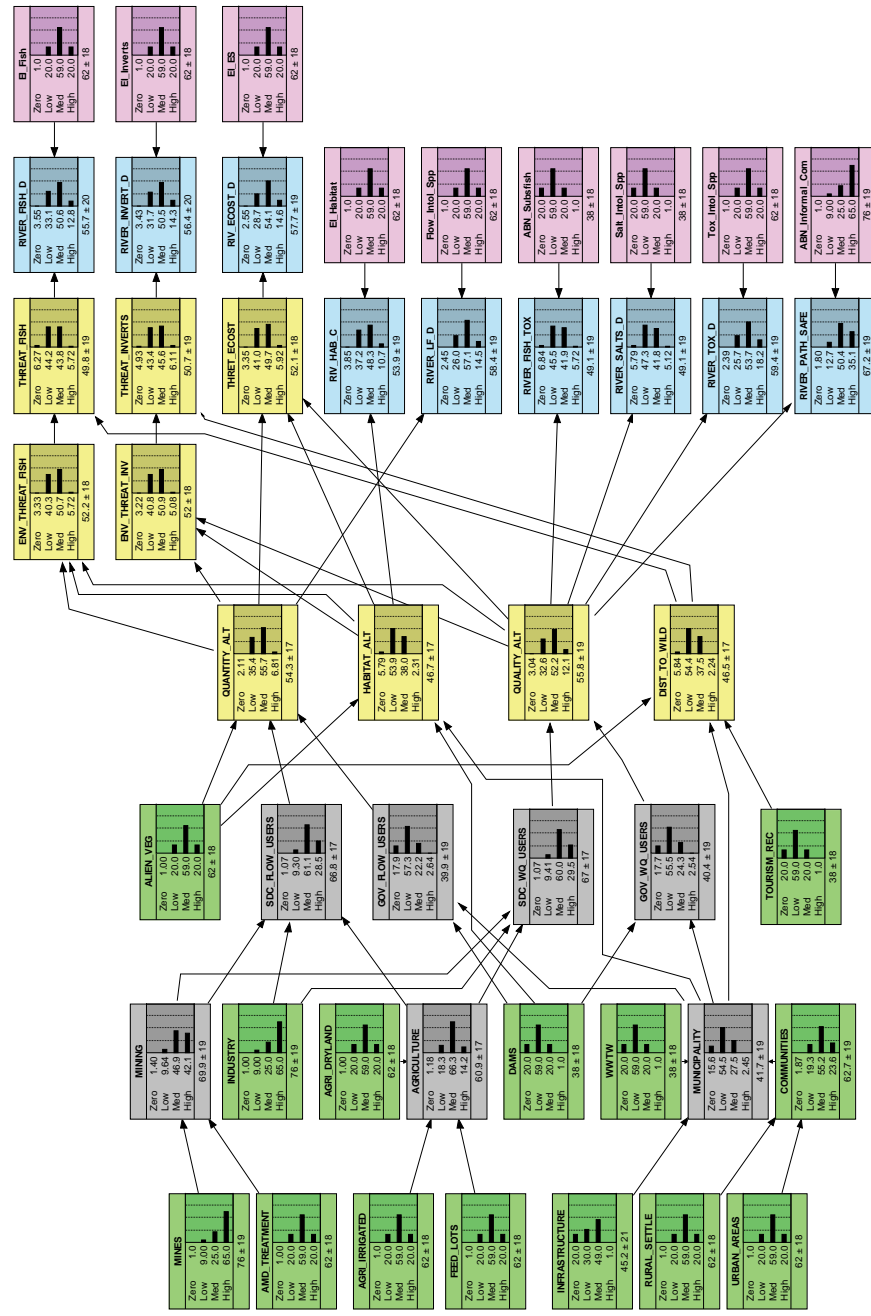 MINES
Zero 1.0
Low 9.00
Med 25.0
High 65.0
76 ± 19
AMD_TREATMENT
Zero 1.00
Low 20.0
Med 59.0
High 20.0
62 ± 18
AGRI_IRRIGATED
Zero 1.0
Low 20.0
Med 59.0
High 20.0
62 ± 18
FEED_LOTS
Zero 1.0
Low 20.0
Med 59.0
High 20.0
62 ± 18
INFRASTRUCTURE
Zero 20.0
Low 30.0
Med 49.0
High 1.0
45.2 ± 21
RURAL_SETTLE
Zero 1.0
Low 20.0
Med 59.0
High 20.0
62 ± 18
URBAN_AREAS
Zero 1.0
Low 20.0
Med 59.0
High 20.0
62 ± 18
MINING
Zero 1.40
Low 9.64
Med 46.9
High 42.1
69.9 ± 19
INDUSTRY
Zero 1.00
Low 9.00
Med 25.0
High 65.0
76 ± 19
AGRI_DRYLAND
Zero 1.00
Low 20.0
Med 59.0
High 20.0
62 ± 18
AGRICULTURE
Zero 1.18
Low 18.3
Med 66.3
High 14.2
60.9 ± 17
DAMS
Zero 20.0
Low 59.0
Med 20.0
High 1.0
38 ± 18
WWTW
Zero 20.0
Low 59.0
Med 20.0
High 1.0
38 ± 18
MUNICIPALITY
Zero 15.6
Low 54.5
Med 27.5
High 2.45
41.7 ± 19
COMMUNITIES
Zero 1.87
Low 19.3
Med 55.2
High 23.6
62.7 ± 19
ALIEN_VEG
Zero 1.00
Low 20.0
Med 59.0
High 20.0
62 ± 18
SDC_FLOW_USERS
Zero 1.07
Low 9.30
Med 61.1
High 28.5
66.8 ± 17
GOV_FLOW_USERS
Zero 17.9
Low 57.3
Med 22.2
High 2.64
39.9 ± 19
SDC_WQ_USERS
Zero 1.07
Low 9.41
Med 60.0
High 29.5
67 ± 17
GOV_WQ_USERS
Zero 17.7
Low 55.5
Med 24.3
High 2.54
40.4 ± 19
TOURISM_REC
Zero 20.0
Low 59.0
Med 20.0
High 1.0
38 ± 18
QUANTITY_ALT
Zero 2.11
Low 35.4
Med 55.7
High 6.81
54.3 ± 17
HABITAT_ALT
Zero 5.79
Low 53.9
Med 38.0
High 2.31
46.7 ± 17
QUALITY_ALT
Zero 3.04
Low 32.6
Med 52.2
High 12.1
55.8 ± 19
DIST_TO_WILD
Zero 5.84
Low 54.4
Med 37.5
High 2.24
46.5 ± 17
ENV_THREAT_FISH
Zero 3.33
Low 40.3
Med 50.7
High 5.72
52.2 ± 18
ENV_THREAT_INV
Zero 3.22
Low 40.8
Med 50.9
High 5.08
52 ± 18
THREAT_FISH
Zero 6.27
Low 44.2
Med 43.8
High 5.72
49.8 ± 19
THREAT_INVERTS
Zero 4.93
Low 43.4
Med 45.6
High 6.11
50.7 ± 19
THRET_ECOST
Zero 3.35
Low 41.0
Med 49.7
High 5.92
52.1 ± 18
RIV_HAB_C
Zero 3.85
Low 37.2
Med 48.3
High 10.7
53.9 ± 19
RIVER_LF_D
Zero 2.45
Low 26.0
Med 57.1
High 14.5
58.4 ± 19
RIVER_FISH_TOX
Zero 6.84
Low 45.5
Med 41.9
High 5.72
49.1 ± 19
RIVER_SALTS_D
Zero 5.79
Low 47.3
Med 41.8
High 5.12
49.1 ± 19
RIVER_TOX_D
Zero 2.39
Low 25.7
Med 53.7
High 18.2
59.4 ± 19
RIVER_PATH_SAFE
Zero 1.80
Low 12.7
Med 50.4
High 35.1
67.2 ± 19
RIVER_FISH_D
Zero 3.55
Low 33.1
Med 50.6
High 12.8
55.7 ± 20
RIVER_INVERT_D
Zero 3.43
Low 31.7
Med 50.5
High 14.3
56.4 ± 20
RIV_ECOST_D
Zero 2.55
Low 28.7
Med 54.1
High 14.6
57.7 ± 19
EI_Habitat
Zero 1.0
Low 20.0
Med 59.0
High 20.0
62 ± 18
Flow_Intol_Spp
Zero 1.0
Low 20.0
Med 59.0
High 20.0
62 ± 18
ABN_Subsfish
Zero 20.0
Low 59.0
Med 20.0
High 1.0
38 ± 18
Salt_Intol_Spp
Zero 20.0
Low 59.0
Med 20.0
High 1.0
38 ± 18
Tox_Intol_Spp
Zero 1.0
Low 20.0
Med 59.0
High 20.0
62 ± 18
ABN_Informal_Com
Zero 1.0
Low 9.00
Med 25.0
High 65.0
76 ± 19
EI_Fish
Zero 1.0
Low 20.0
Med 59.0
High 20.0
62 ± 18
EI_Inverts
Zero 1.0
Low 20.0
Med 59.0
High 20.0
62 ± 18
EI_ES
Zero 1.0
Low 20.0
Med 59.0
High 20.0
62 ± 18